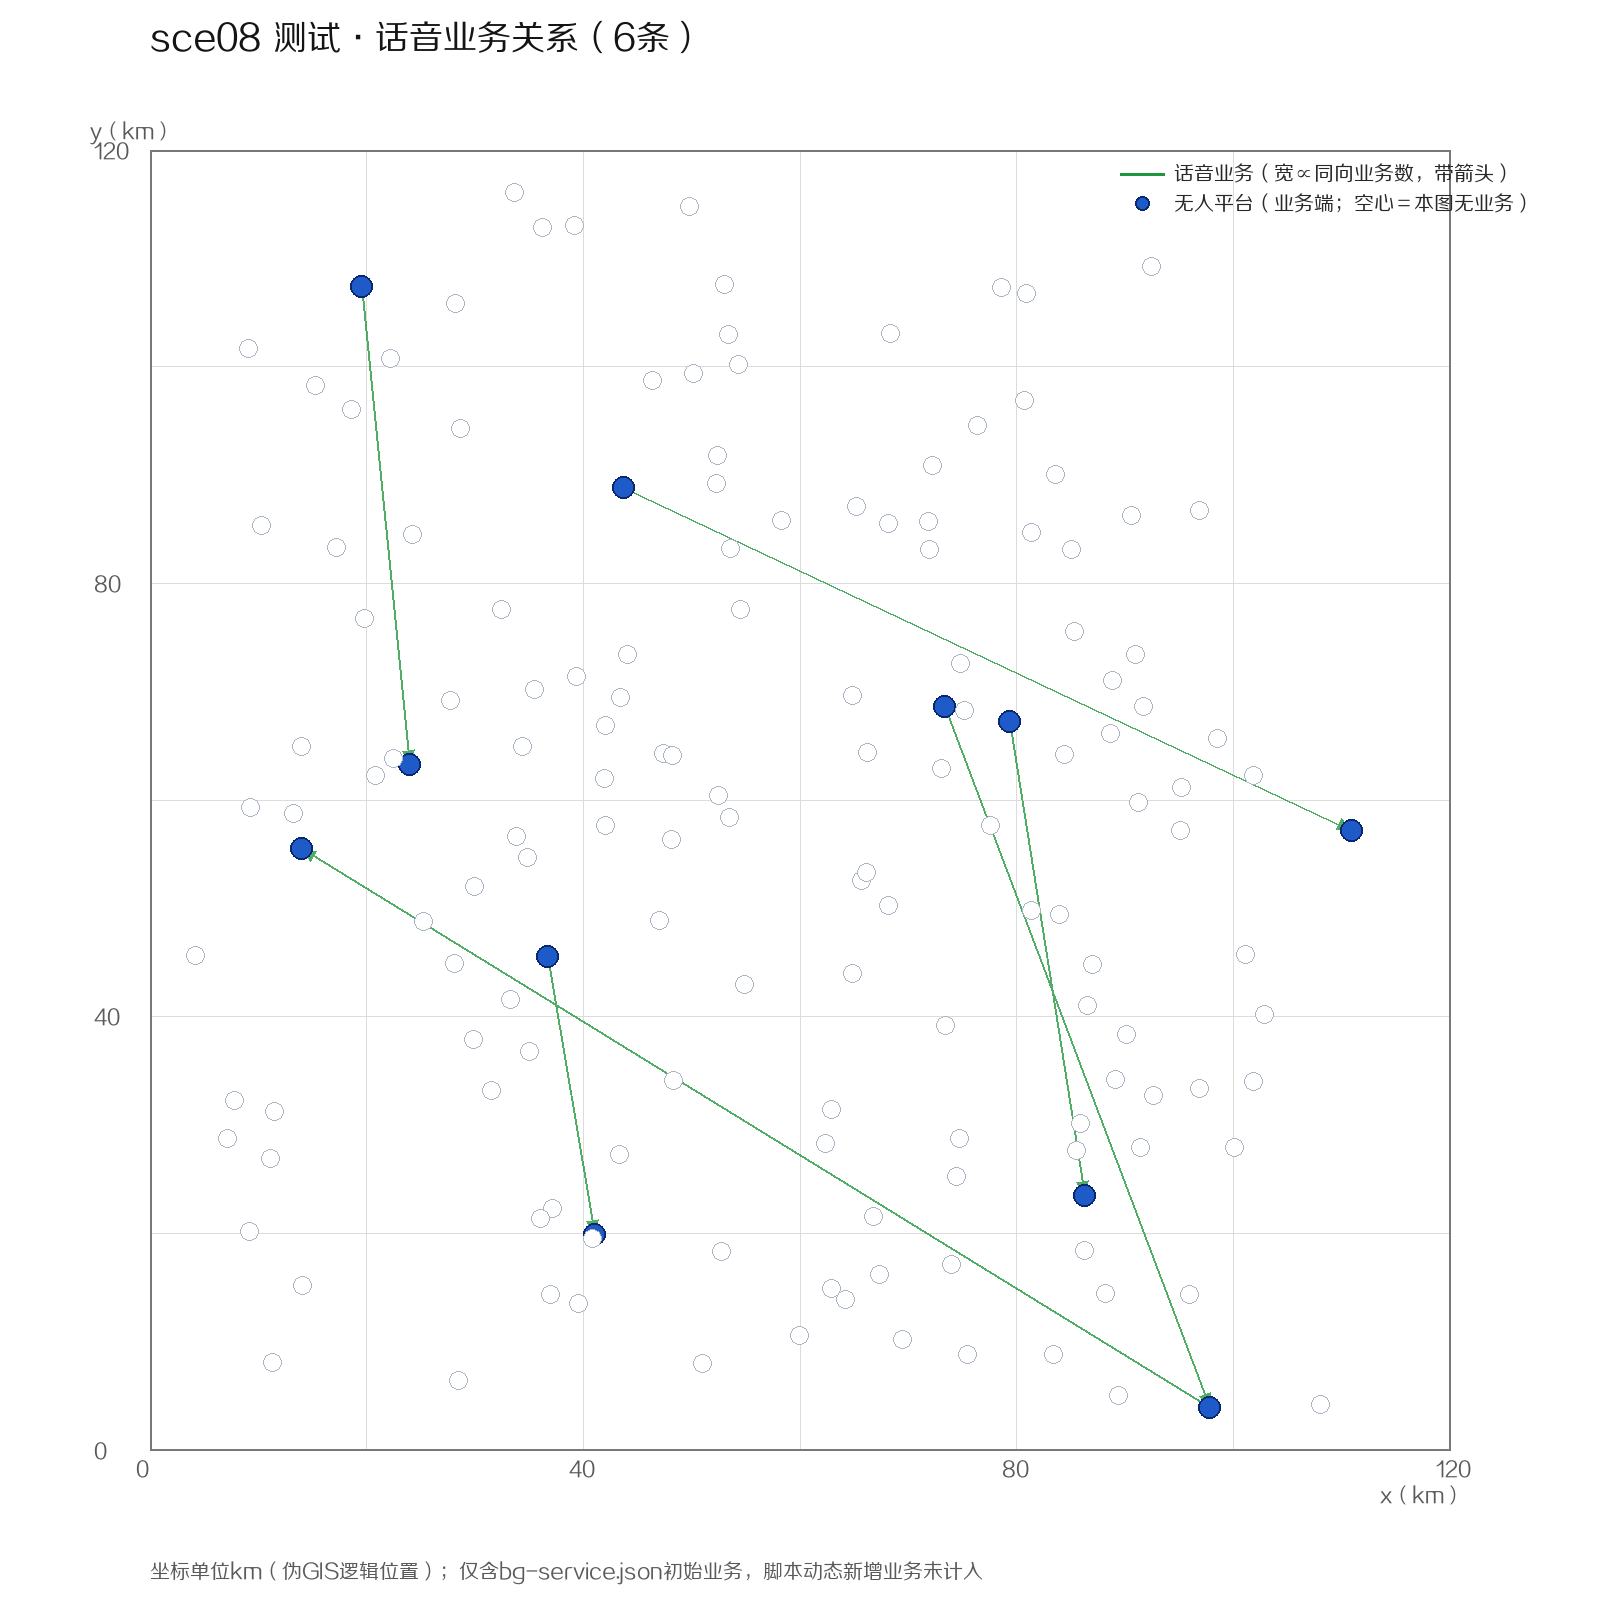 sce08 测试·话音业务关系（6条）
y（km）
120
话音业务（宽∝同向业务数，带箭头）
无人平台（业务端；空心＝本图无业务）
80
40
0
0
40
80
120
x（km）
坐标单位km（伪GIS逻辑位置）；仅含bg-service.json初始业务，脚本动态新增业务未计入